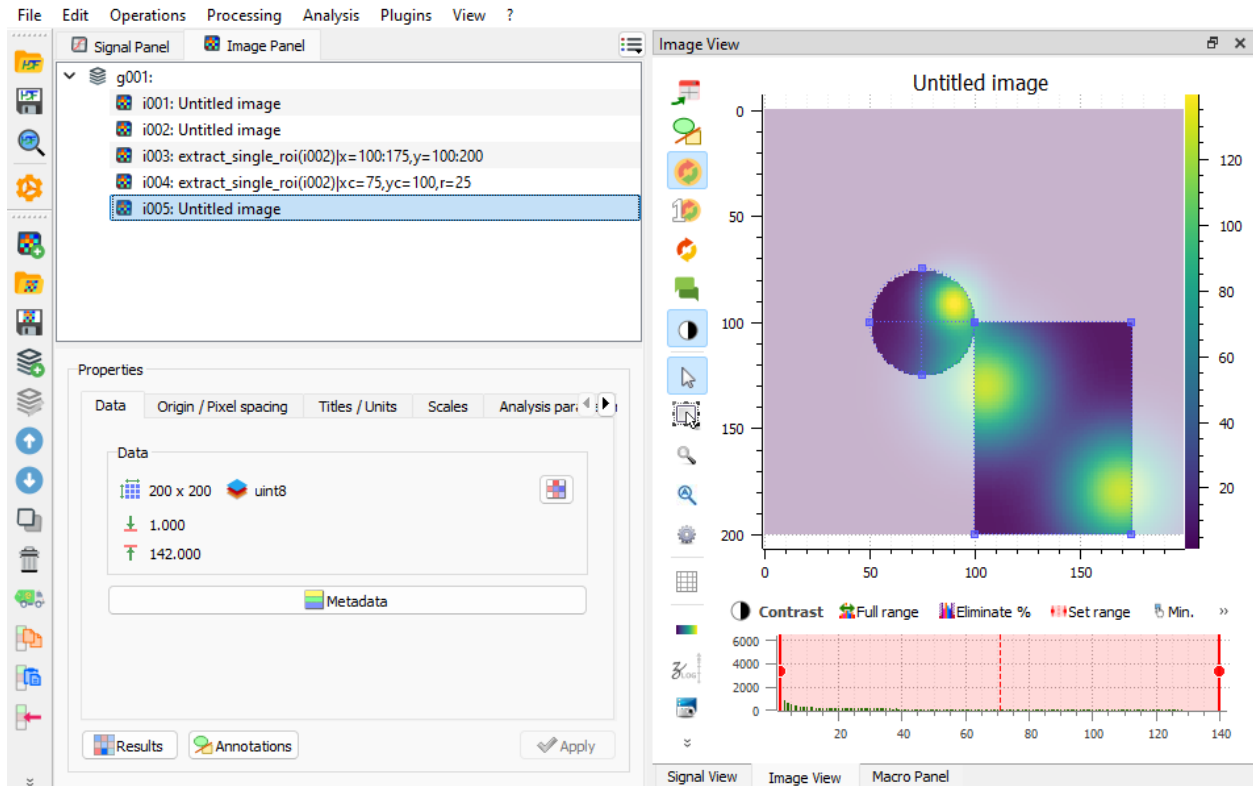 File Edit Operations Processing Analysis Plugins View ?
Signal Panel Image Panel
g001:
i001: Untitled image
i002: Untitled image
i003: extract_single_roi(i002)|x=100:175,y=100:200
i004: extract_single_roi(i002)|xc=75,yc=100,r=25
i005: Untitled image
Properties
Data Origin / Pixel spacing Titles / Units Scales
Data
200 x 200 uint8
1.000
142.000
Metadata
Results Annotations Apply
Image View
Untitled image
0
50
100
150
200
0 50 100 150
120
100
80
60
40
20
Contrast Full range Eliminate % Set range Min. »
6000
4000
2000
0
20 40 60 80 100 120 140
Signal View Image View Macro Panel